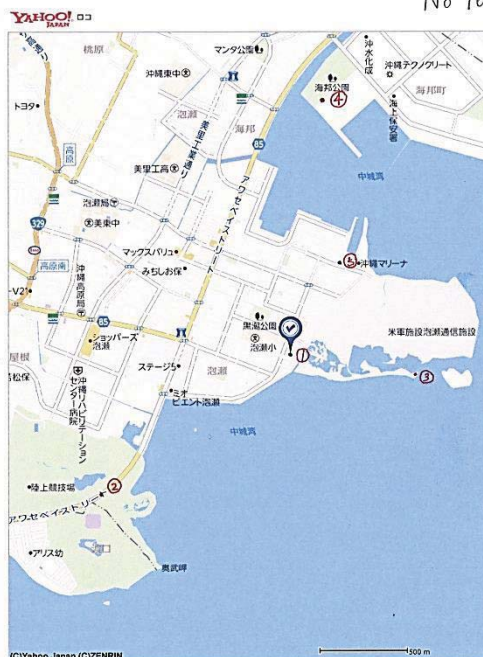 No
YAHOO! ロコ
JAPAN
桃原
マンタ公園
沖縄東中
海邦公園
④
沖水化成
沖縄テクノクリート
海邦町
海上保安署
トヨタ
泡瀬
海邦
美里工業通り
高原
85
中城湾
美里工高
アワセベイストリート
泡瀬局
329
美東中
マックスバリュ
みちしお保
高原南
沖縄高原局
85
⑤
沖縄マリーナ
黒潟公園
泡瀬小
①
米軍施設泡瀬通信施設
ショッパーズ
泡瀬
屋根
若松保
沖縄リハビリテーション
センター病院
ステージ5
泡瀬
③
ミオ
ビエント泡瀬
中城湾
陸上競技場
②
アワセベイストリー
アリス幼
奥武岬
(C)Yahoo Japan (C)ZENRIN
500 m